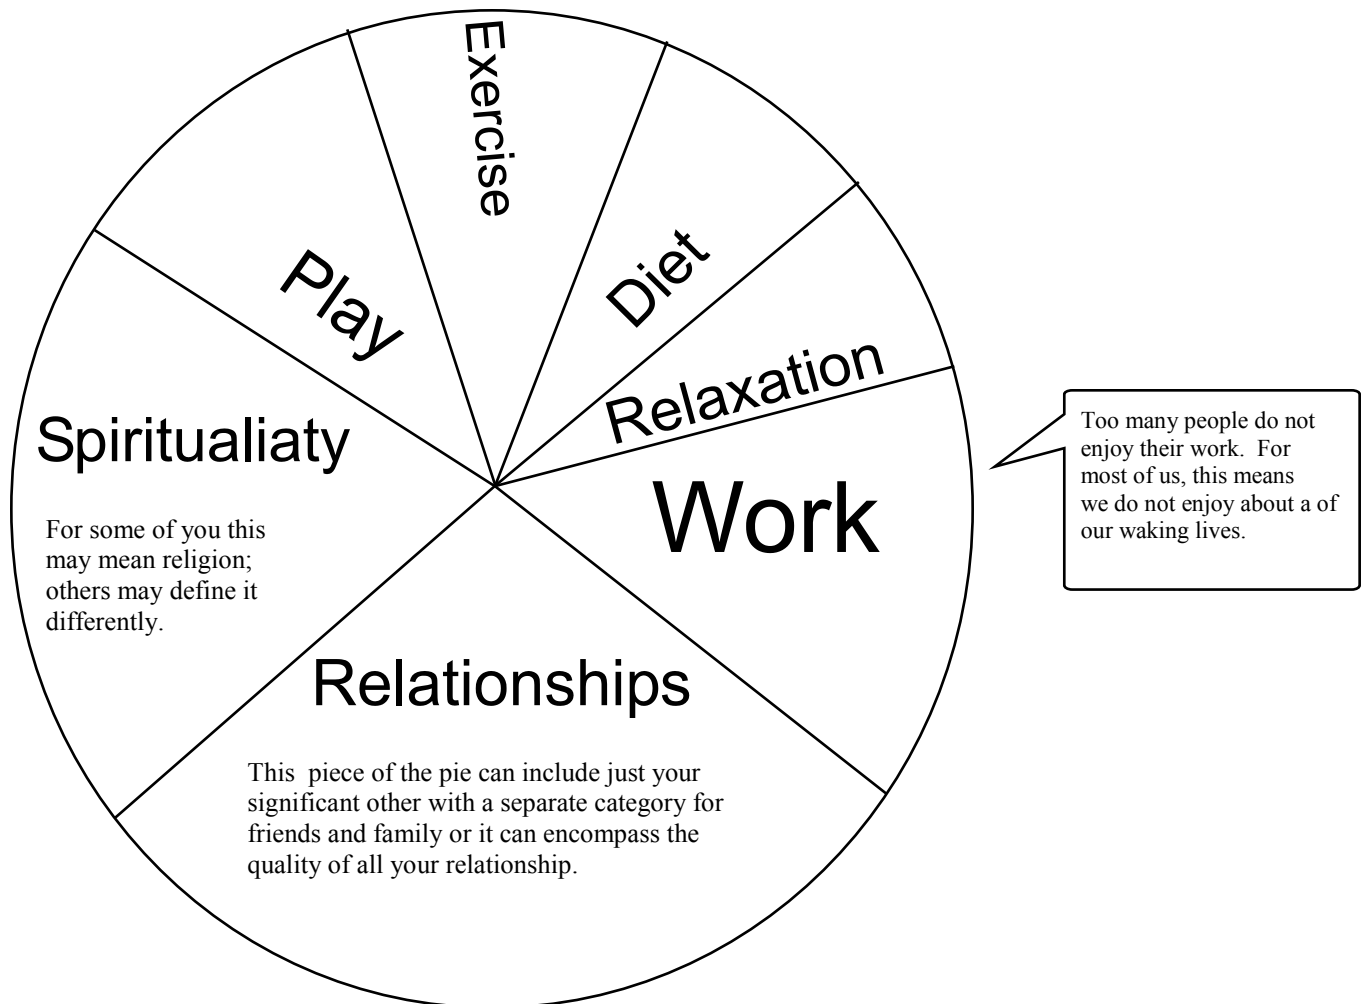 Exercise
Play
Diet
Relaxation
Spiritualiaty
For some of you this
may mean religion;
others may define it
differently.
Work
Too many people do not
enjoy their work.  For
most of us, this means
we do not enjoy about a of
our waking lives.
Relationships
This  piece of the pie can include just your
significant other with a separate category for
friends and family or it can encompass the
quality of all your relationship.